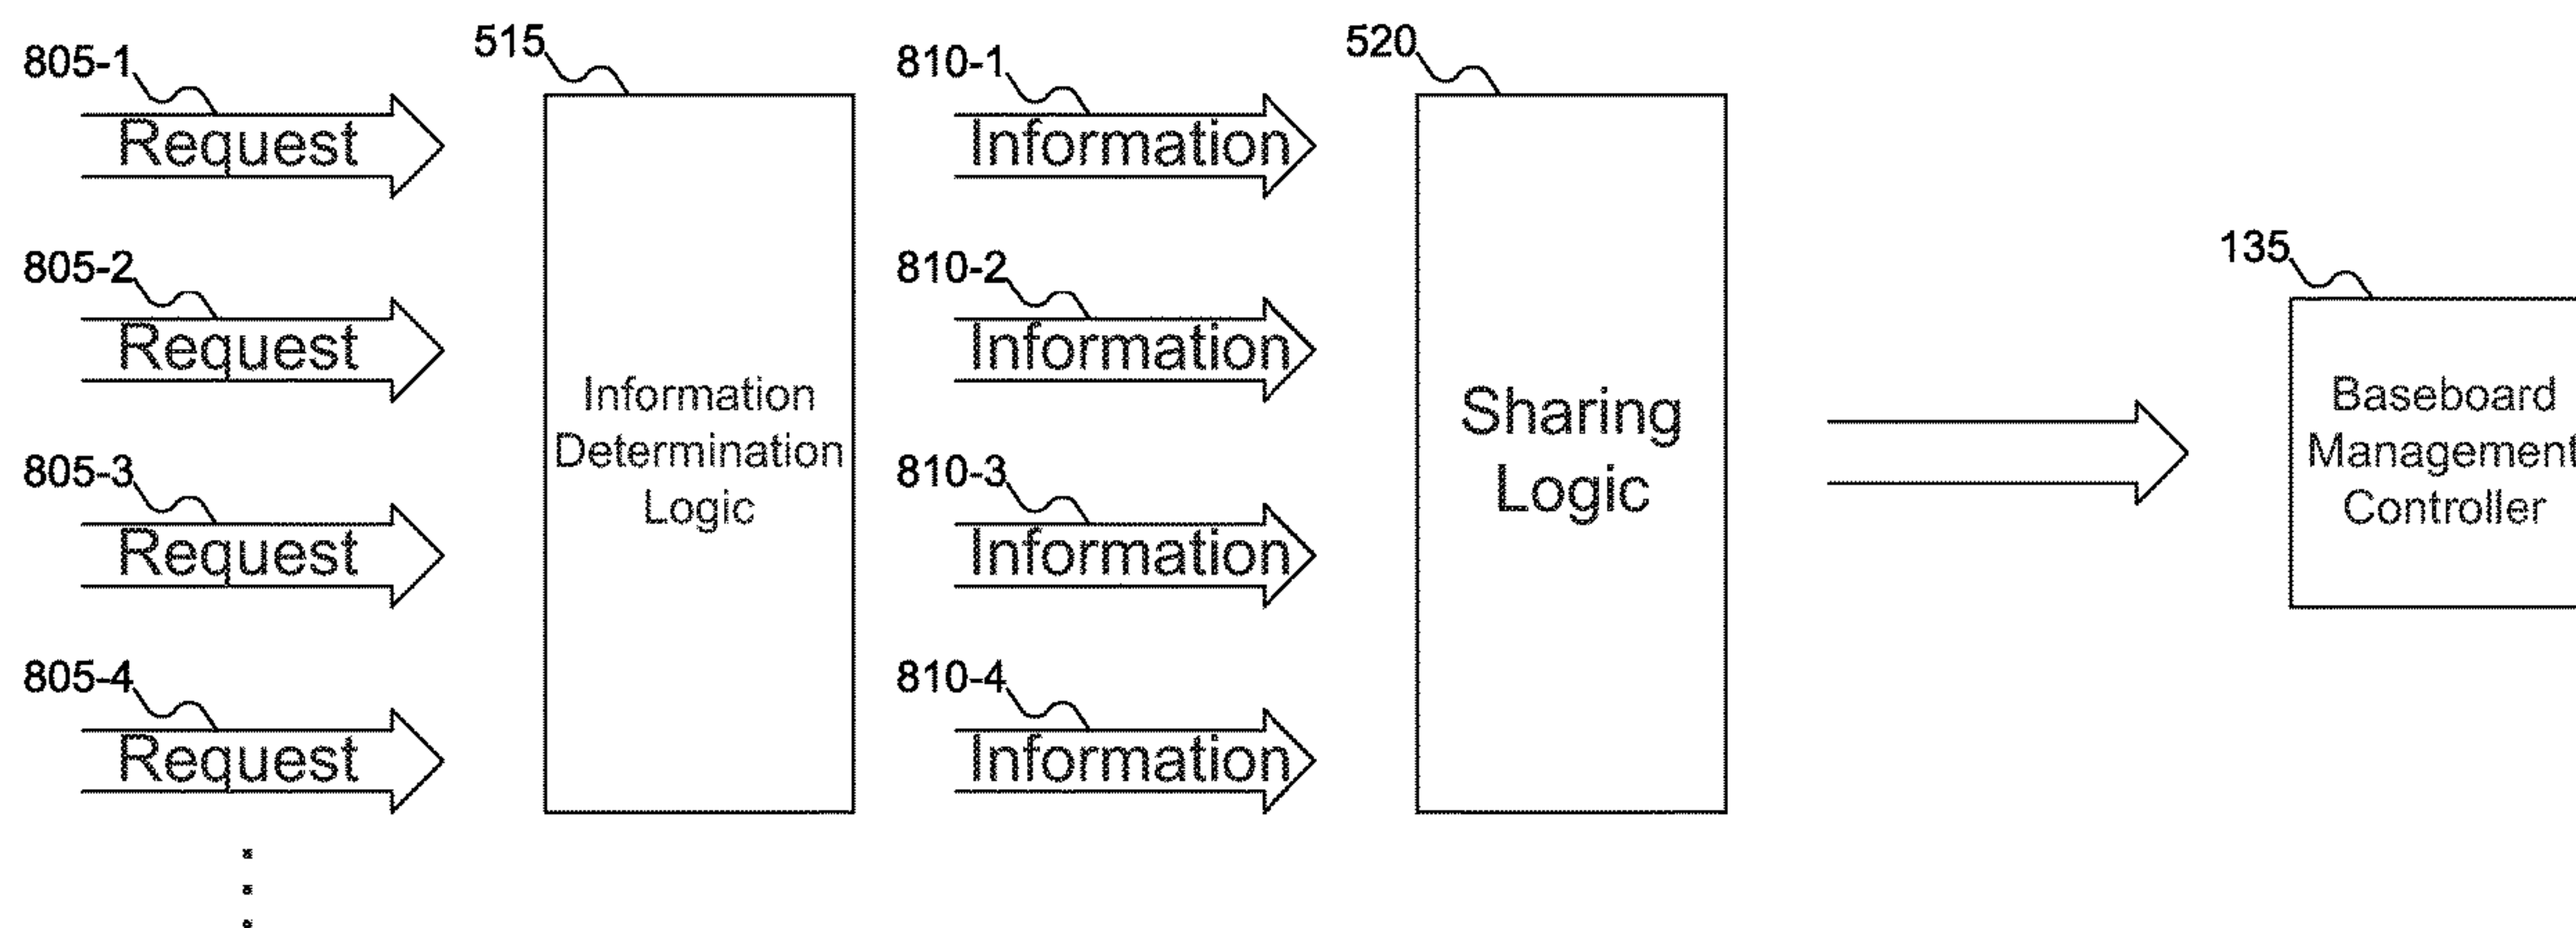 805-1
515
810-1
520
Request
Information
805-2
810-2
135
Request
Information
Information
Determination
Logic
Sharing
Logic
Baseboard
Management
Controller
805-3
810-3
Request
Information
805-4
810-4
Request
Information